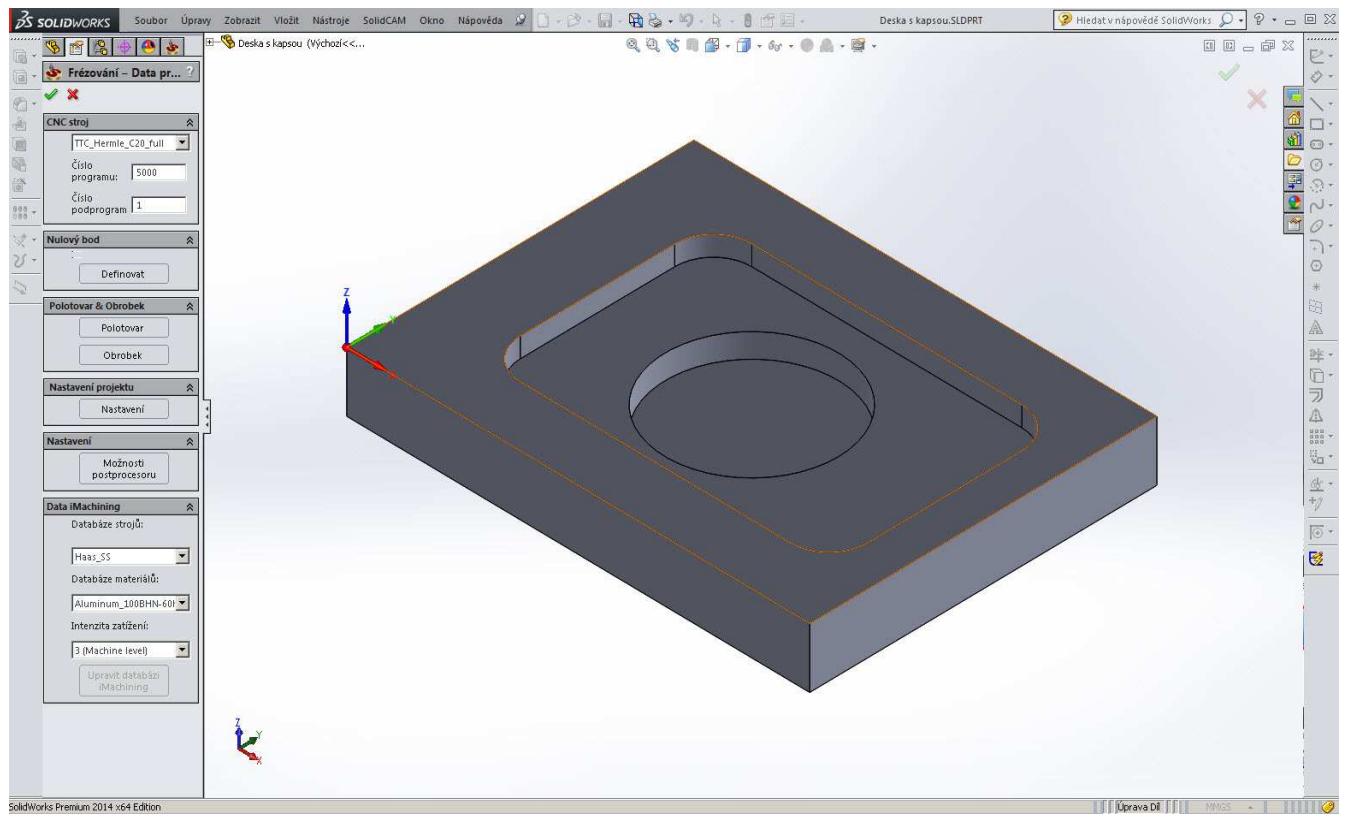 SOLIDWORKS Soubor Úpravy Zobrazit Vložit Nástroje SolidCAM Okno Nápověda Deska s kapsou.SLDPRT Hledat v nápovědě SolidWorks
Deska s kapsou (Výchozí<<...
Frézování – Data pr... ?
CNC stroj
TTC_Hermle_C20_full
Číslo
programu: 5000
Číslo
podprogram 1
Nulový bod
Definovat
Polotovar & Obrobek
Polotovar
Obrobek
Nastavení projektu
Nastavení
Nastavení
Možnosti
postprocesoru
Data iMachining
Databáze strojů:
Haas_SS
Databáze materiálů:
Aluminum_100BHN-60H
Intenzita zatížení:
3 (Machine level)
Upravit databázi
iMachining
Z
Y
X
Z
Y
X
SolidWorks Premium 2014 x64 Edition
Úprava Díl
MMGS